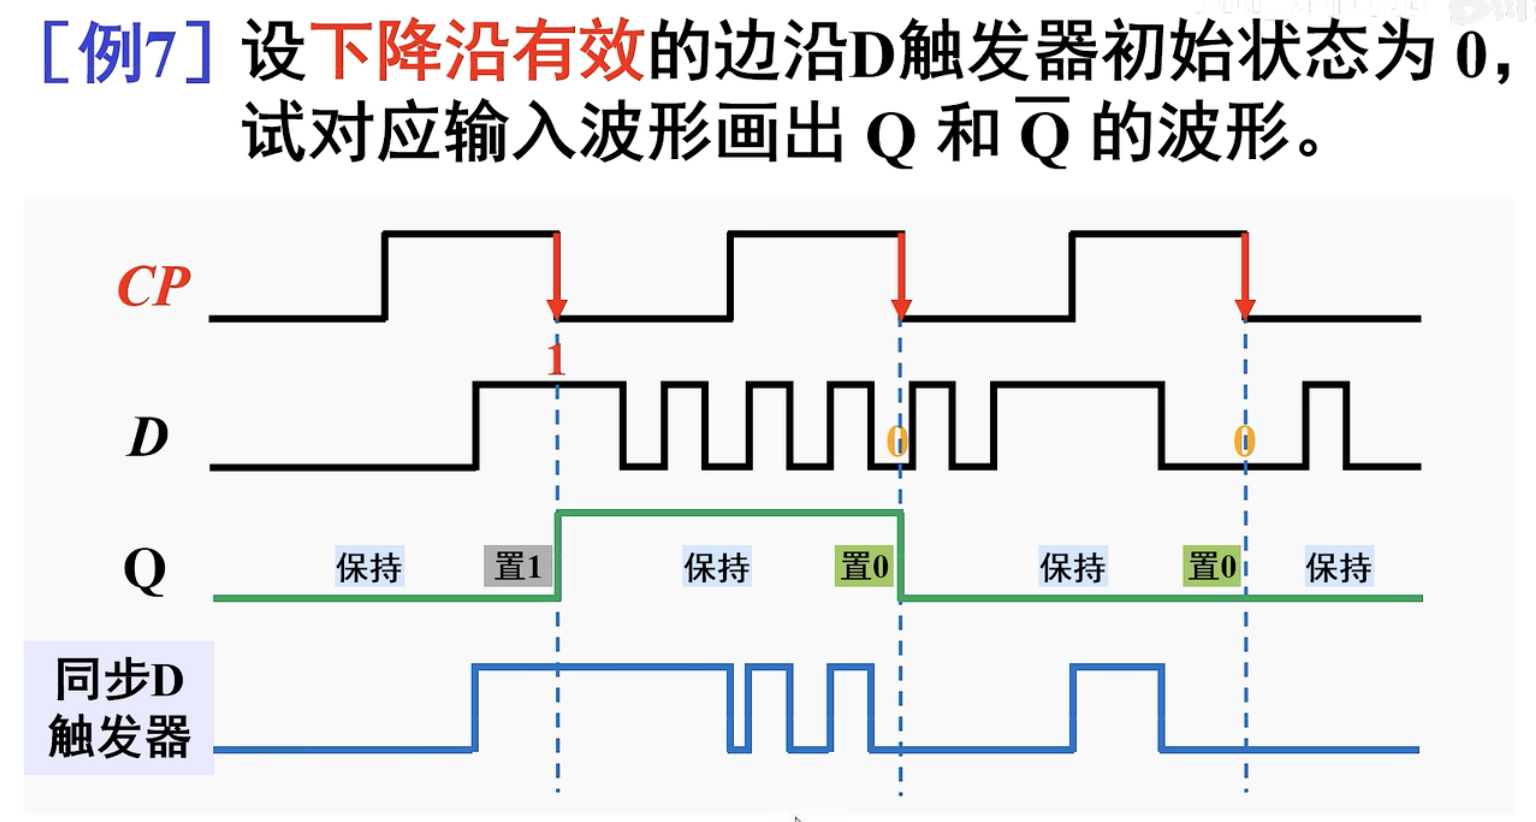 ［例7］设下降沿有效的边沿D触发器初始状态为 0，
试对应输入波形画出 Q 和 Q̅ 的波形。
CP
1
D
0
0
Q
保持
置1
保持
置0
保持
置0
保持
同步D
触发器